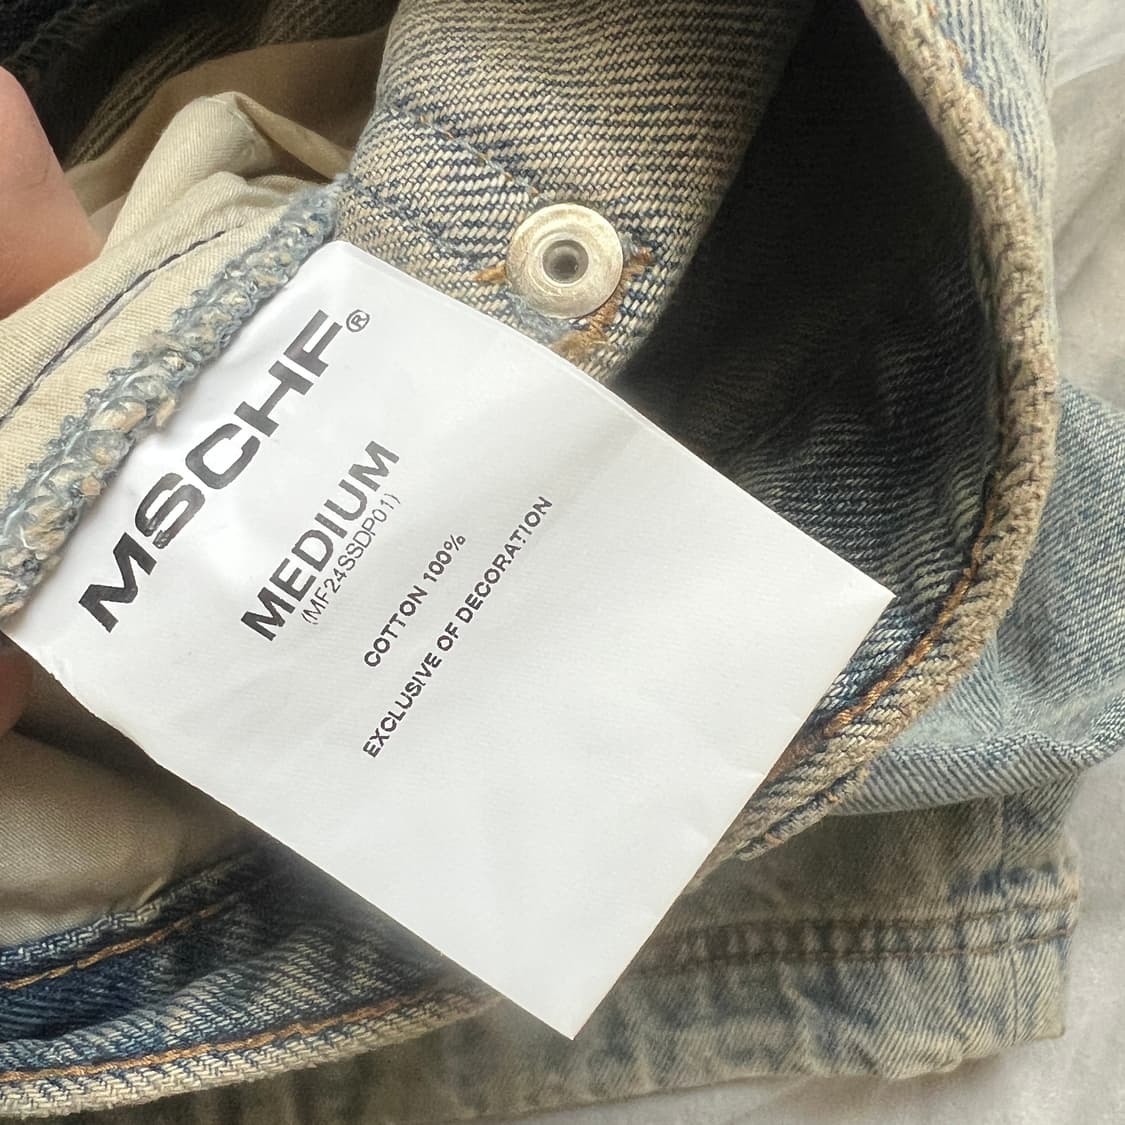 MSCHF®
MEDIUM
(MF24SSDP01)
COTTON 100%
EXCLUSIVE OF DECORATION